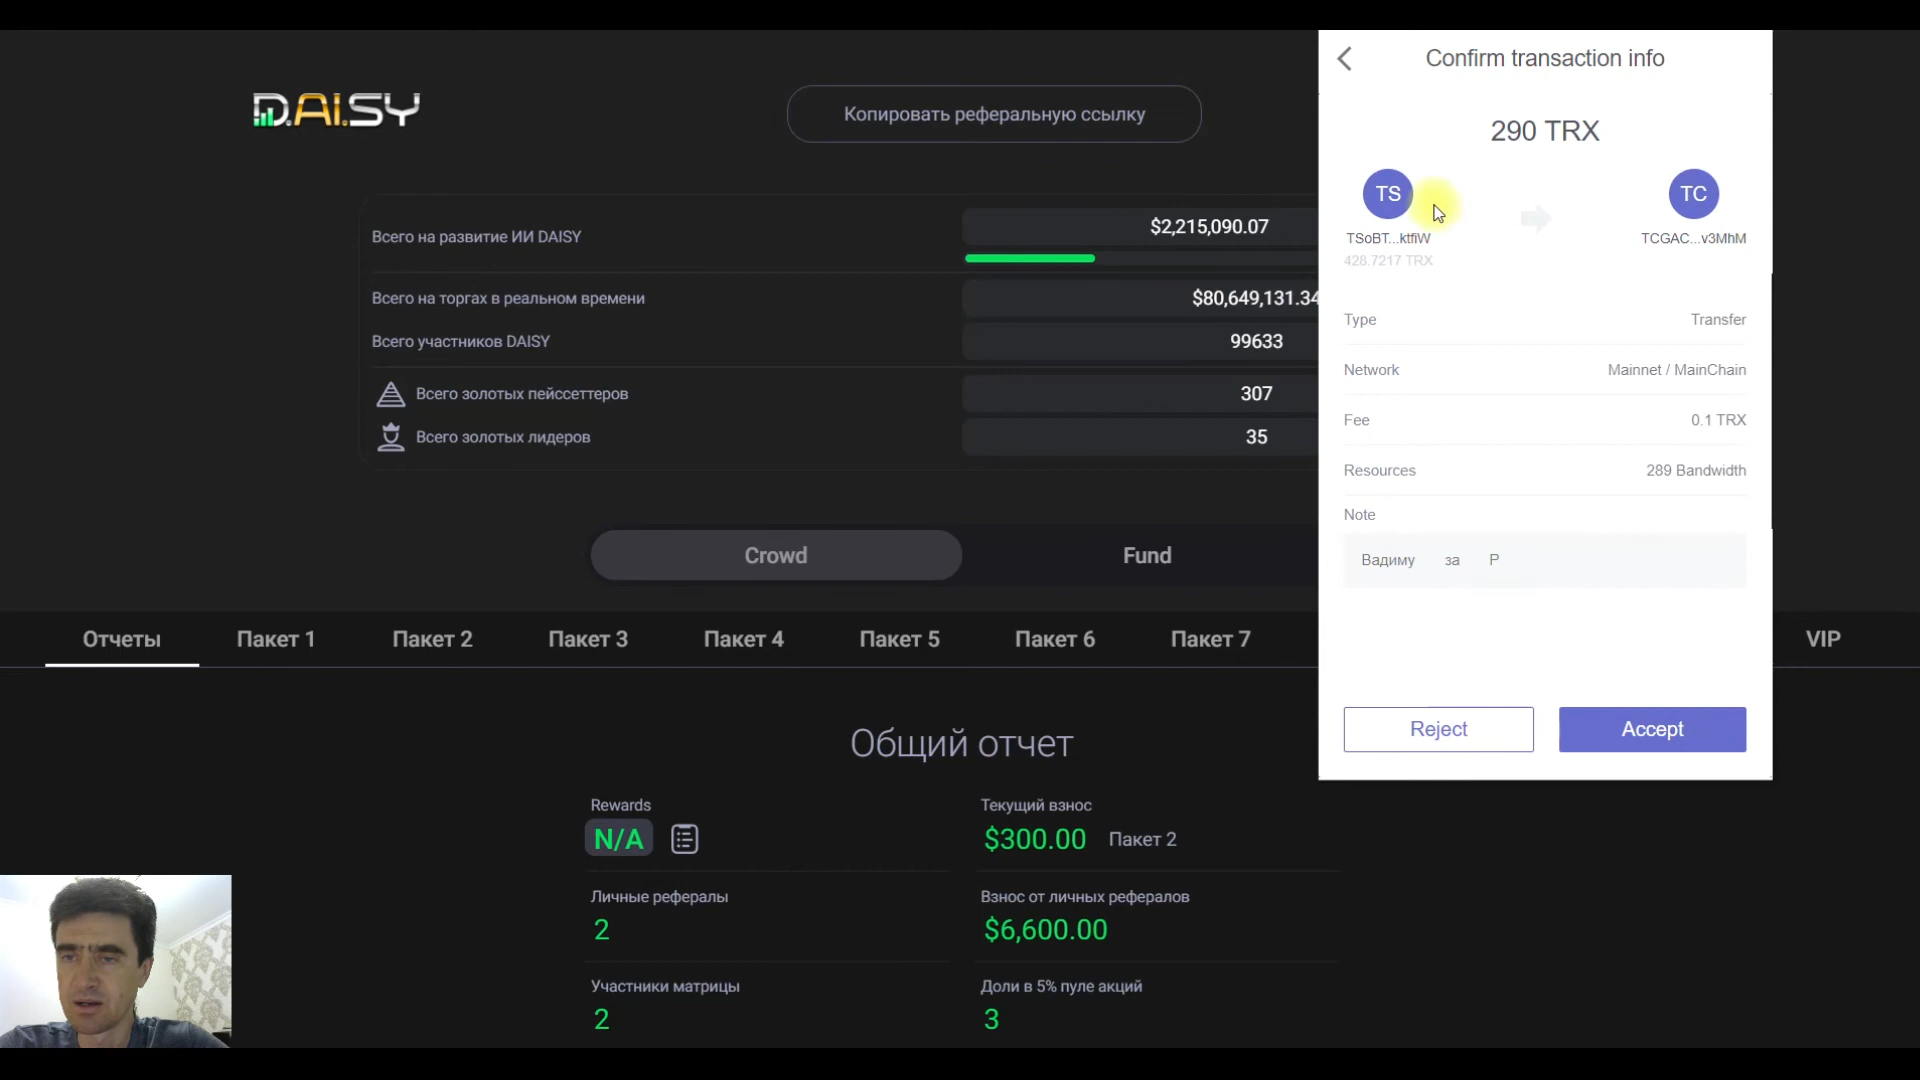 D.AI.SY
Копировать реферальную ссылку
Всего на развитие ИИ DAISY
$2,215,090.07
Всего на торгах в реальном времени
$80,649,131.34
Всего участников DAISY
99633
Всего золотых пейссеттеров
307
Всего золотых лидеров
35
Crowd
Fund
Отчеты
Пакет 1
Пакет 2
Пакет 3
Пакет 4
Пакет 5
Пакет 6
Пакет 7
VIP
Общий отчет
Rewards
N/A
Текущий взнос
$300.00 Пакет 2
Личные рефералы
2
Взнос от личных рефералов
$6,600.00
Участники матрицы
2
Доли в 5% пуле акций
3
Confirm transaction info
290 TRX
TS
TC
TSoBT...ktfiW
TCGAC...v3MhM
428.7217 TRX
Type
Transfer
Network
Mainnet / MainChain
Fee
0.1 TRX
Resources
289 Bandwidth
Note
Вадиму за Р
Reject
Accept